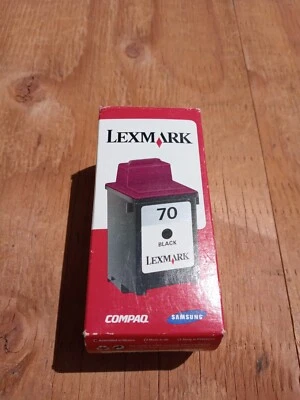 LEXMARK
70
BLACK
LEXMARK
COMPAQ
SAMSUNG